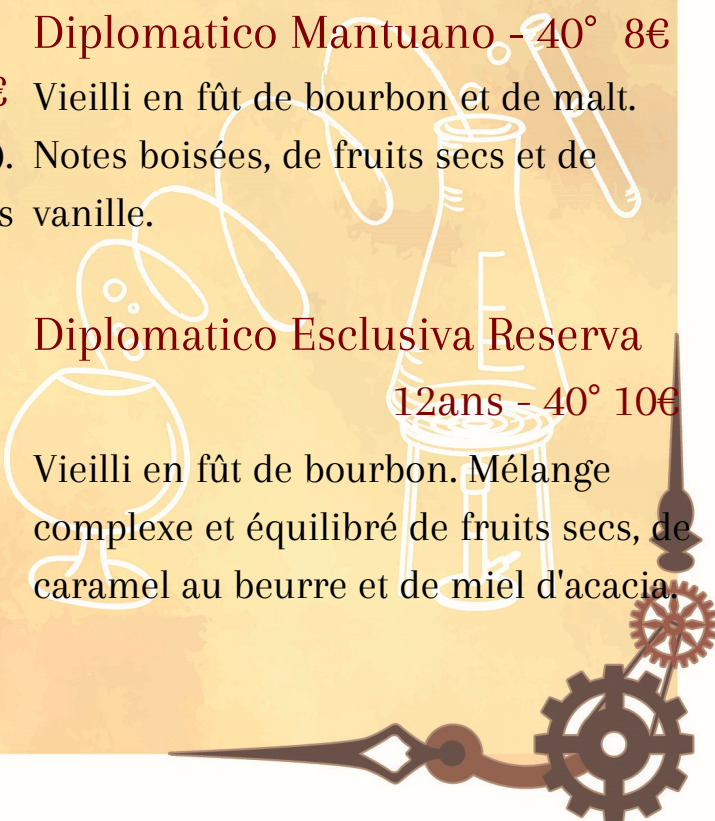 Diplomatico Mantuano - 40° 8€
€
Vieilli en fût de bourbon et de malt.
).
Notes boisées, de fruits secs et de
s
vanille.
Diplomatico Esclusiva Reserva
12ans - 40° 10€
Vieilli en fût de bourbon. Mélange
complexe et équilibré de fruits secs, de
caramel au beurre et de miel d'acacia.